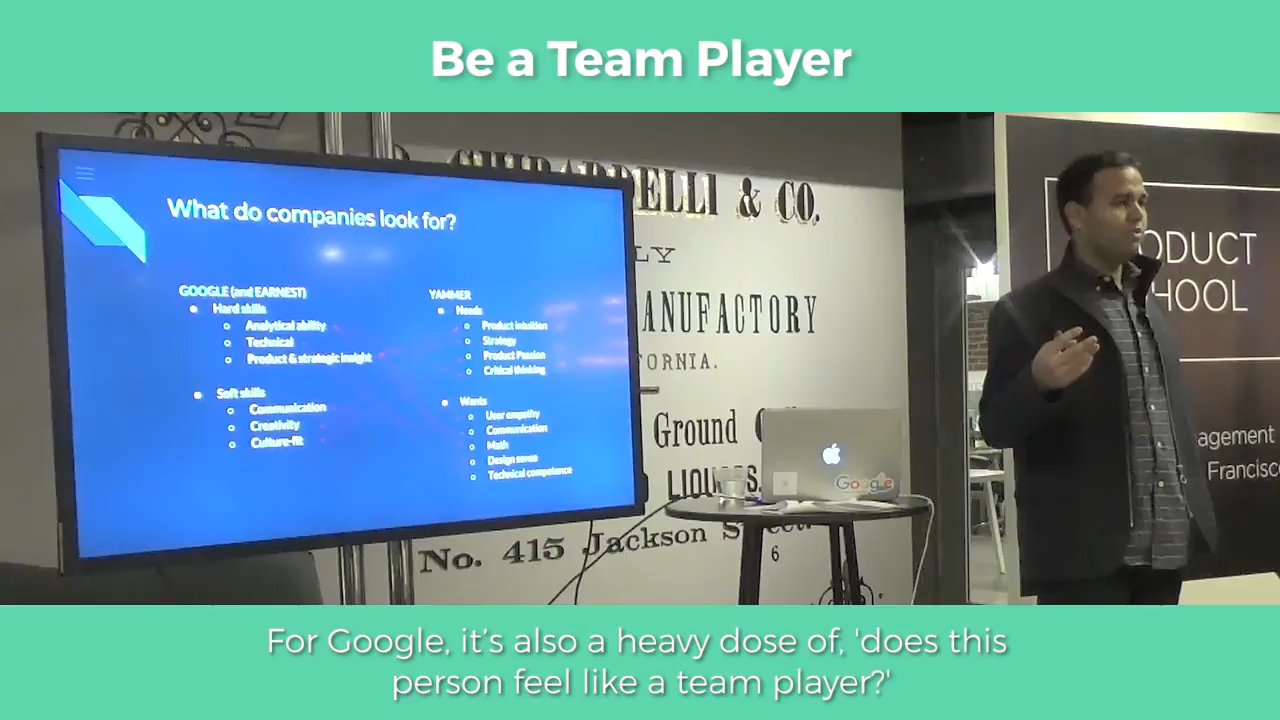 Be a Team Player
What do companies look for?
GOOGLE (and EARNEST)
Hard skills
Analytical ability
Technical
Product & strategic insight
Soft skills
Communication
Creativity
Culture-fit
YAMMER
Needs
Product intuition
Strategy
Product Passion
Critical thinking
Wants
User empathy
Communication
Math
Design sense
Technical competence
& CO.
LY
ANUFACTORY
ORNIA.
Ground
LIQUORS.
No. 415 Jackson
6
Google
ODUCT
HOOL
agement
Francisco
For Google, it's also a heavy dose of, 'does this
person feel like a team player?'